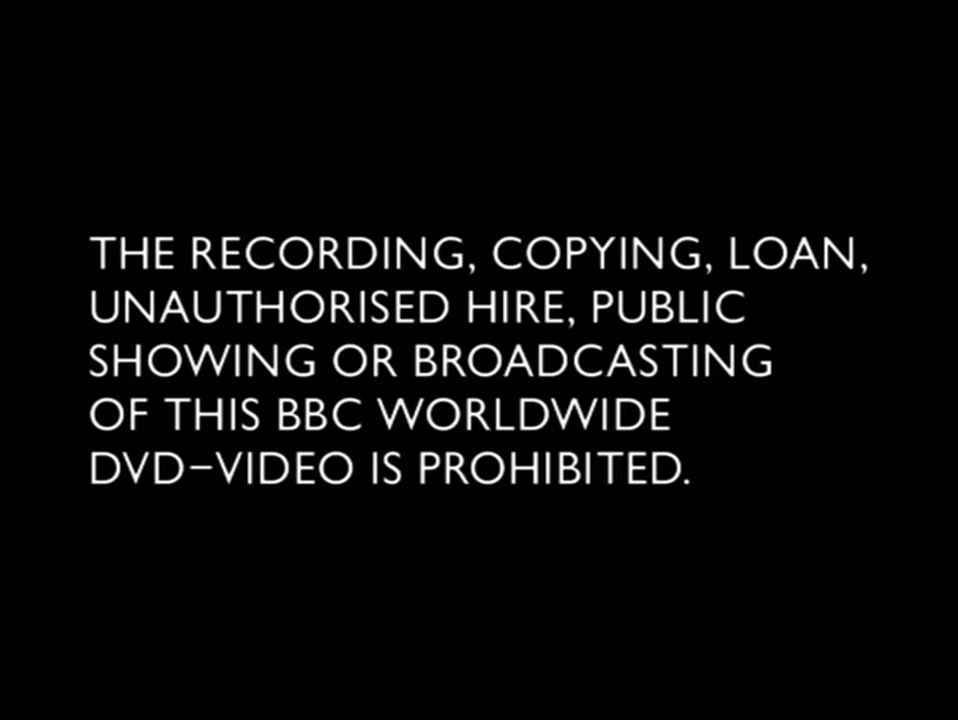 THE RECORDING, COPYING, LOAN,
UNAUTHORISED HIRE, PUBLIC
SHOWING OR BROADCASTING
OF THIS BBC WORLDWIDE
DVD–VIDEO IS PROHIBITED.